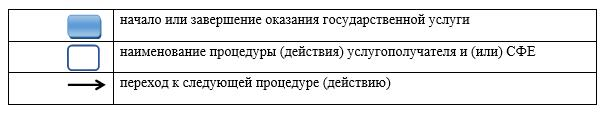 начало или завершение оказания государственной услуги
наименование процедуры (действия) услугополучателя и (или) СФЕ
переход к следующей процедуре (действию)